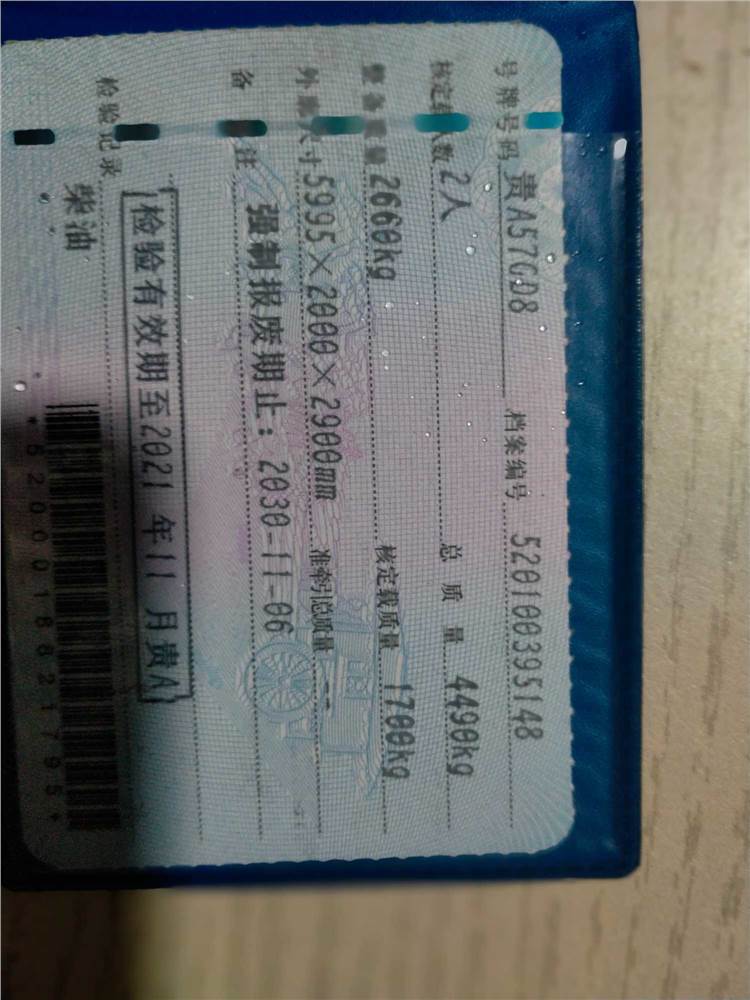 号牌号码 贵A57GD8 档案编号 520100395148
核定载人数 2人 总质量 4490kg
整备质量 2660kg 核定载质量 1700kg
外廓尺寸 5995×2000×2900mm 准牵引总质量 --
备注 强制报废期止：2030-11-06
检验有效期至2021年11月贵A
检验记录
柴油
*5200018821795*